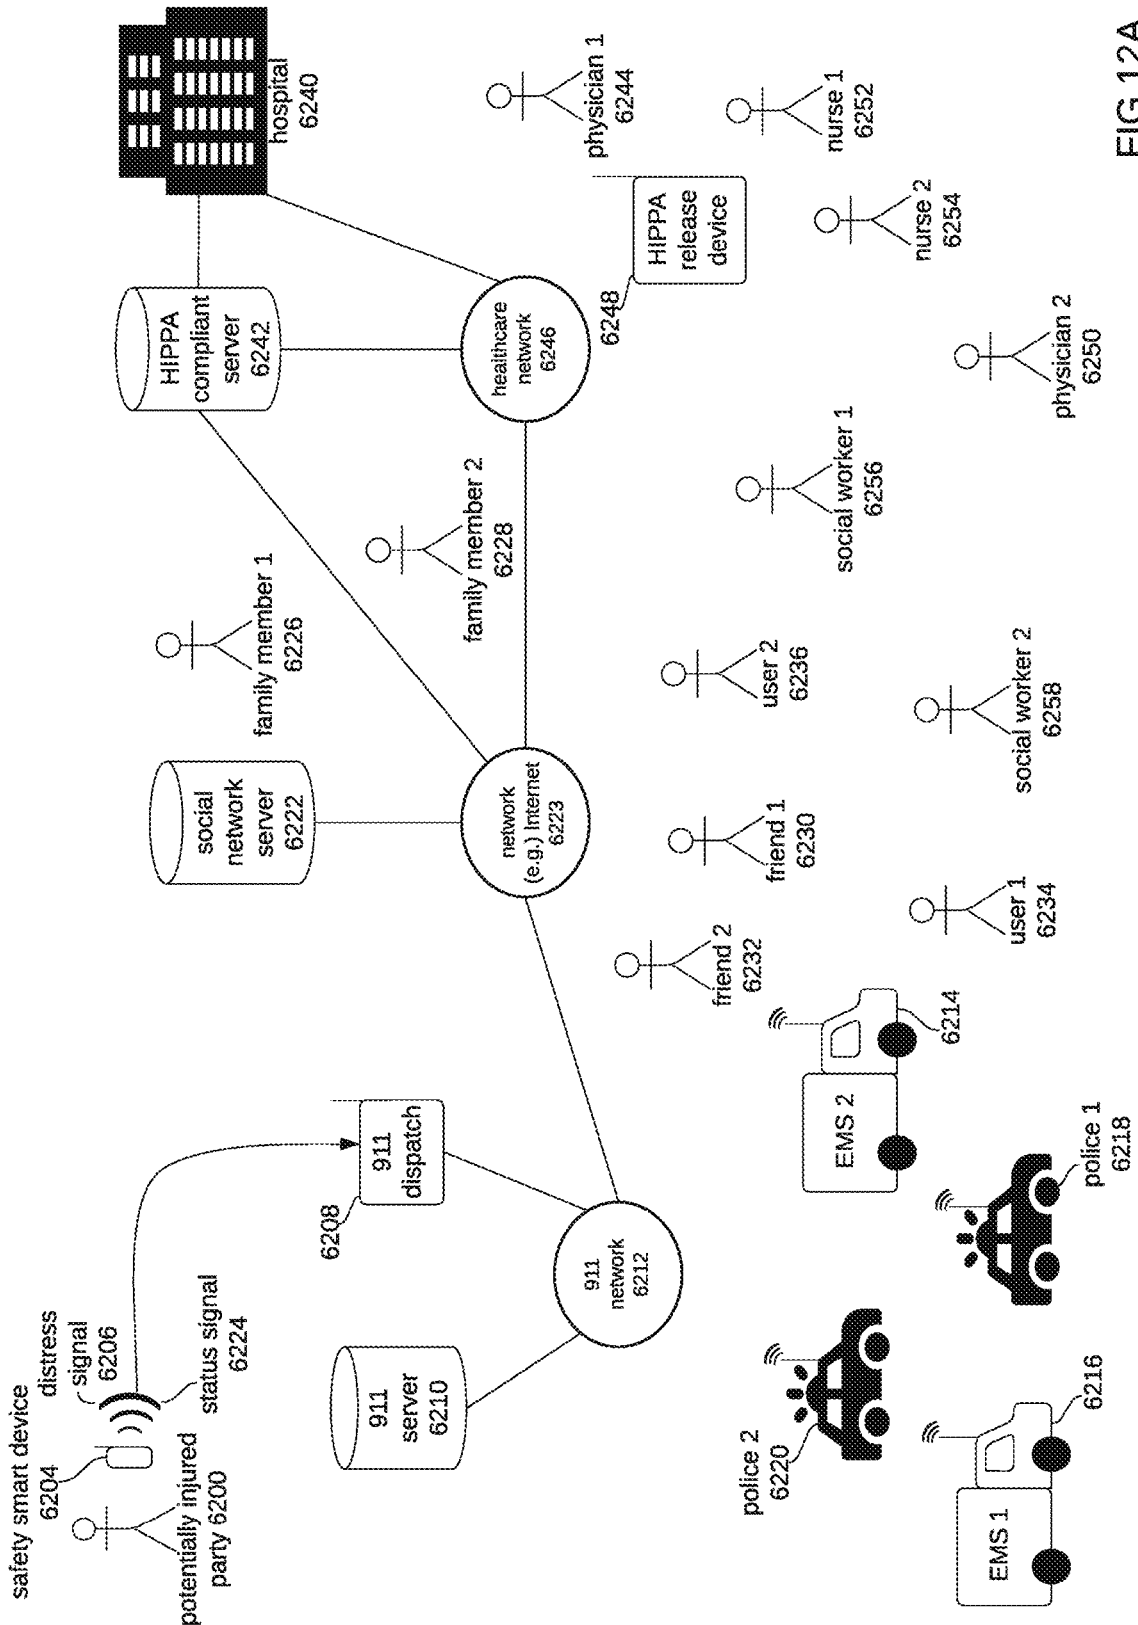 safety smart device
6204
distress
signal
6206
status signal
6224
potentially injured
party 6200
911
dispatch
6208
911
server
6210
911
network
6212
social
network
server
6222
network
(e.g.) Internet
6223
family member 1
6226
family member 2
6228
HIPPA
compliant
server
6242
hospital
6240
healthcare
network
6246
6248
HIPPA
release
device
physician 1
6244
nurse 1
6252
nurse 2
6254
physician 2
6250
social worker 1
6256
social worker 2
6258
user 2
6236
friend 1
6230
friend 2
6232
user 1
6234
EMS 2
6214
police 1
6218
police 2
6220
EMS 1
6216
FIG 12A